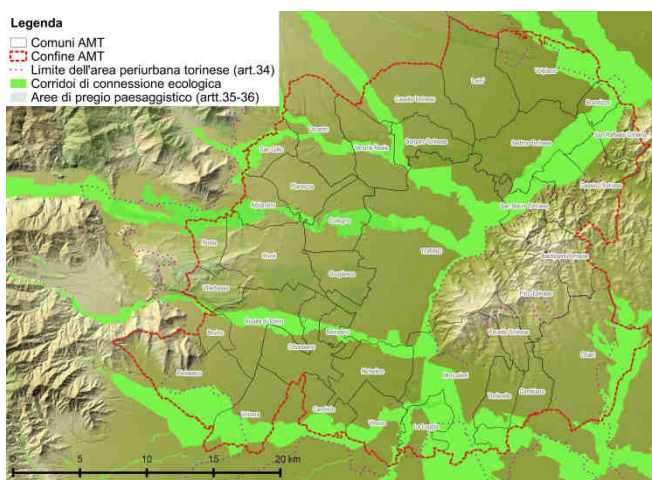 Legenda
Comuni AMT
Confine AMT
Limite dell'area periurbana torinese (art.34)
Corridoi di connessione ecologica
Aree di pregio paesaggistico (artt.35-36)
Leinì
Volpiano
Caselle Torinese
Brandizzo
San Raffaele Cimena
Druento
Venaria Reale
Borgaro Torinese
Settimo Torinese
San Gillo
Pianezza
Castiglione Torinese
Alpignano
Collegno
San Mauro Torinese
Rosta
Rivoli
TORINO
Baldissero Torinese
Grugliasco
Pino Torinese
Villarbasse
Rivalta di Torino
Pecetto Torinese
Bruino
Beinasco
Orbassano
Chieri
Piossasco
Nichelino
Moncalieri
Trofarello
Cambiano
Volvera
Candiolo
Vinovo
La Loggia
0 5 10 15 20 km